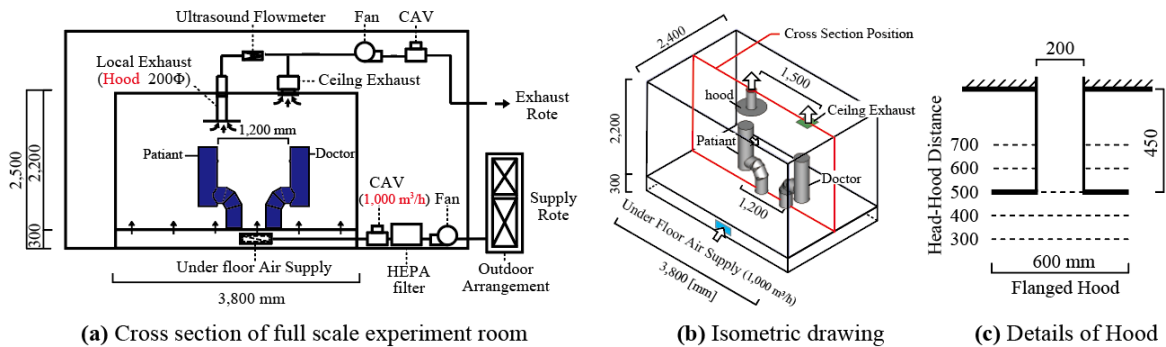 Ultrasound Flowmeter
Fan
CAV
Local Exhaust
(Hood 200Φ)
Ceilng Exhaust
Exhaust
Rote
1,200 mm
Patiant
Doctor
2,500
2,200
300
CAV
(1,000 m³/h)
Fan
Supply
Rote
Under floor Air Supply
HEPA
filter
Outdoor
Arrangement
3,800 mm
(a) Cross section of full scale experiment room
2,400
Cross Section Position
1,500
hood
Ceilng Exhaust
Patiant
Doctor
2,200
300
1,200
Under Floor Air Supply (1,000 m³/h)
3,800 [mm]
(b) Isometric drawing
200
Head-Hood Distance
700
600
500
400
300
450
600 mm
Flanged Hood
(c) Details of Hood